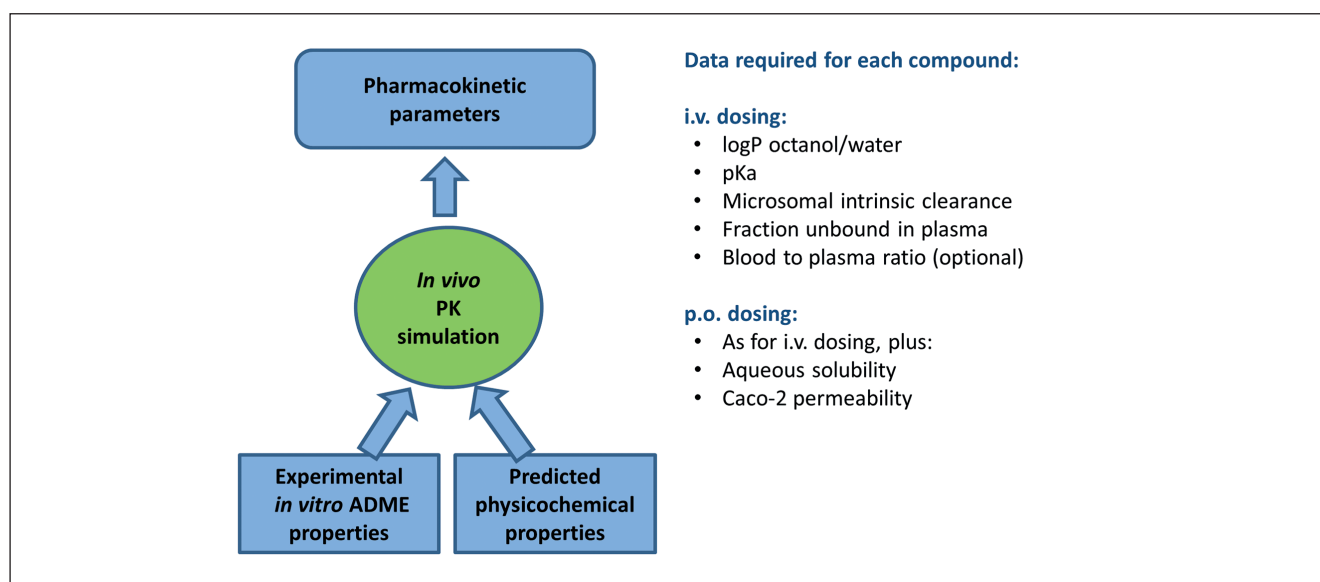 Pharmacokinetic
parameters
In vivo
PK
simulation
Experimental
in vitro ADME
properties
Predicted
physicochemical
properties
Data required for each compound:
i.v. dosing:
• logP octanol/water
• pKa
• Microsomal intrinsic clearance
• Fraction unbound in plasma
• Blood to plasma ratio (optional)
p.o. dosing:
• As for i.v. dosing, plus:
• Aqueous solubility
• Caco-2 permeability